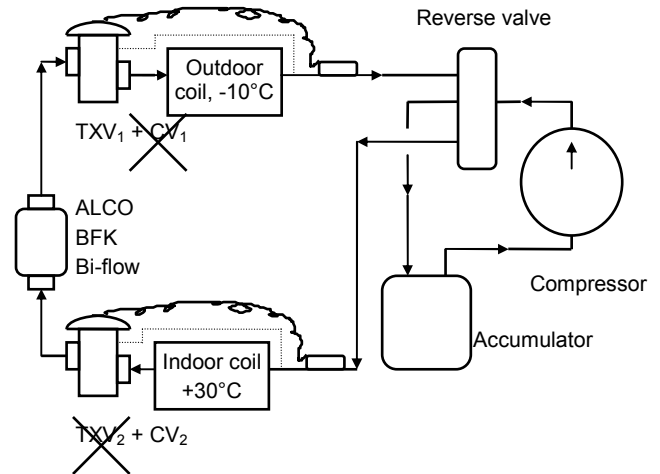 Reverse valve
Outdoor
coil, -10°C
TXV₁ + CV₁
ALCO
BFK
Bi-flow
Compressor
Accumulator
Indoor coil
+30°C
TXV₂ + CV₂